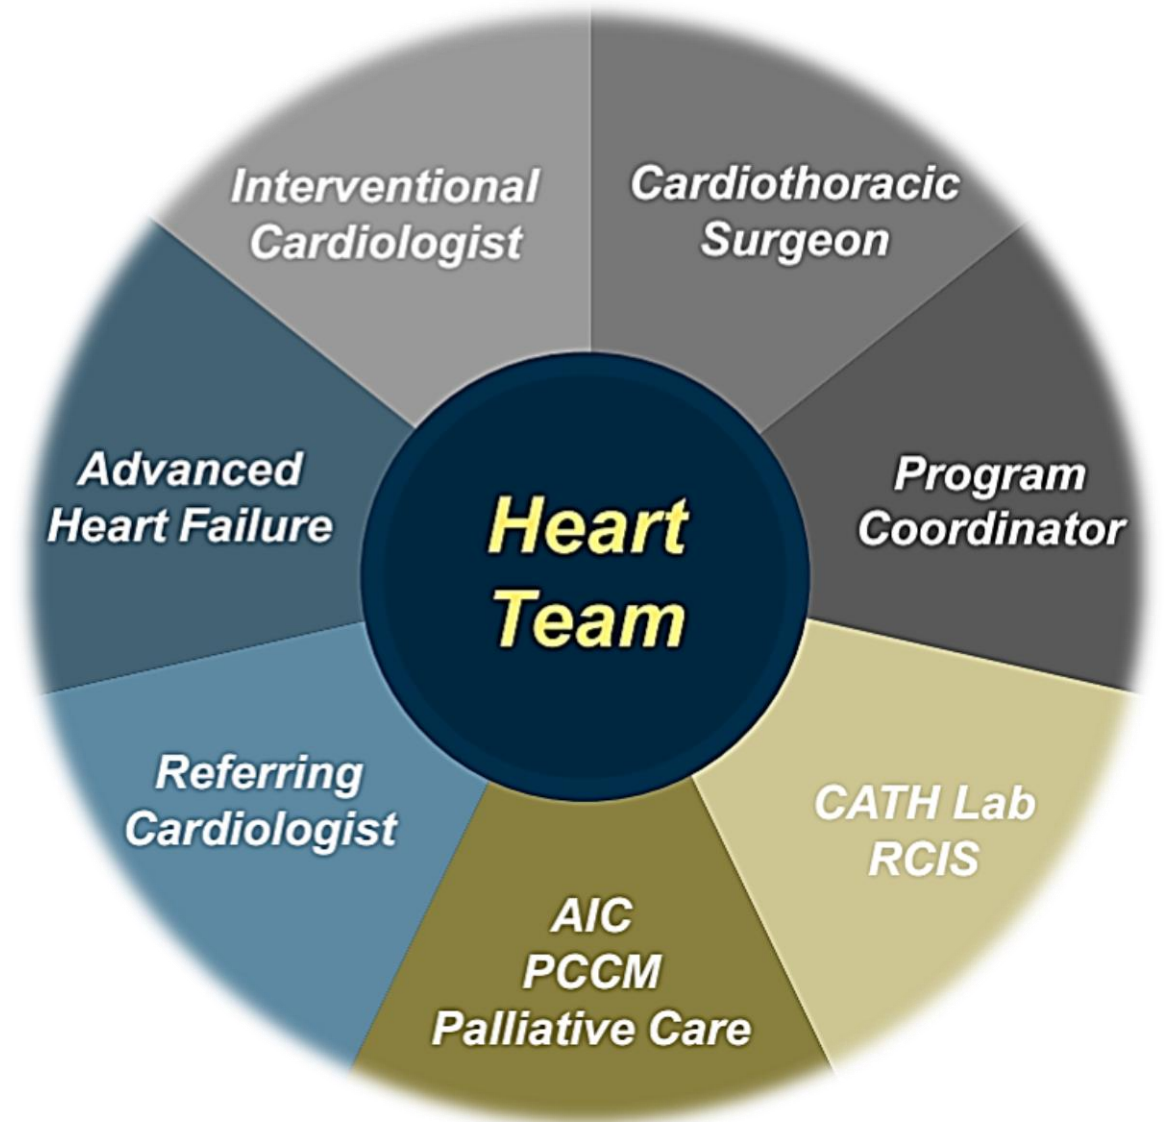 Interventional
Cardiologist
Cardiothoracic
Surgeon
Advanced
Heart Failure
Heart
Team
Program
Coordinator
Referring
Cardiologist
CATH Lab
RCIS
AIC
PCCM
Palliative Care